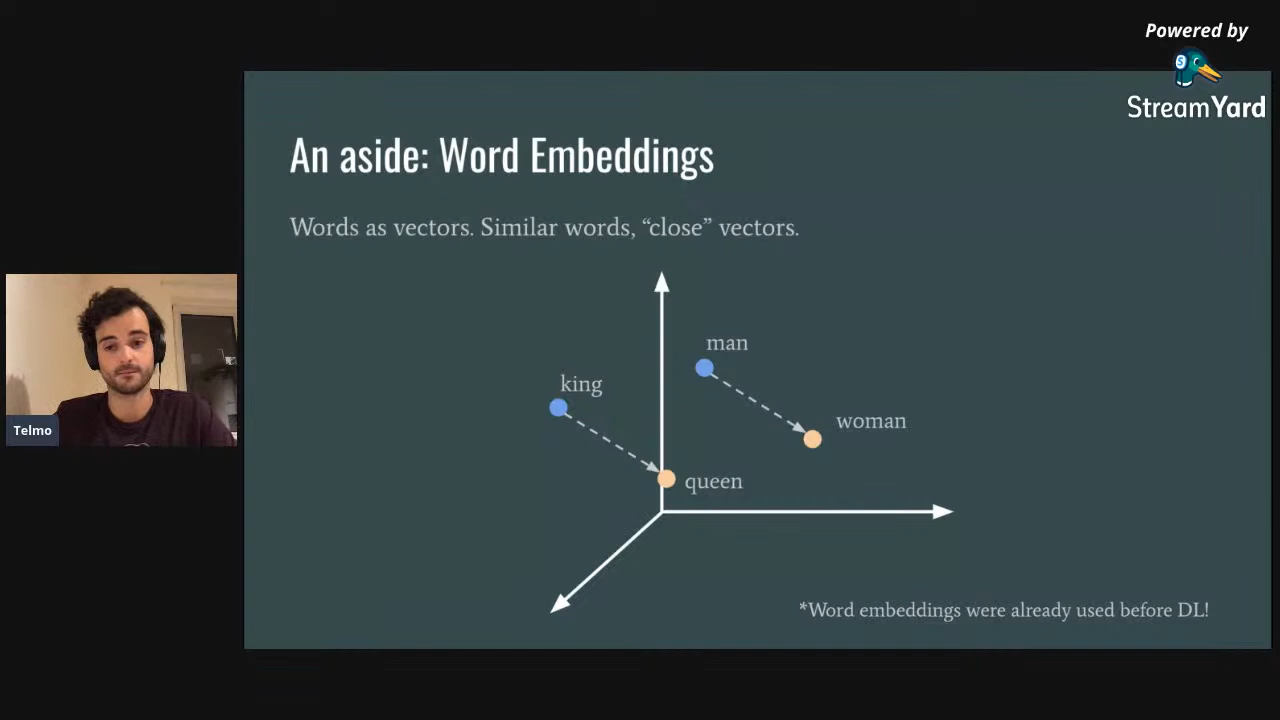 Powered by
StreamYard
An aside: Word Embeddings
Words as vectors. Similar words, “close” vectors.
man
king
woman
queen
Telmo
*Word embeddings were already used before DL!